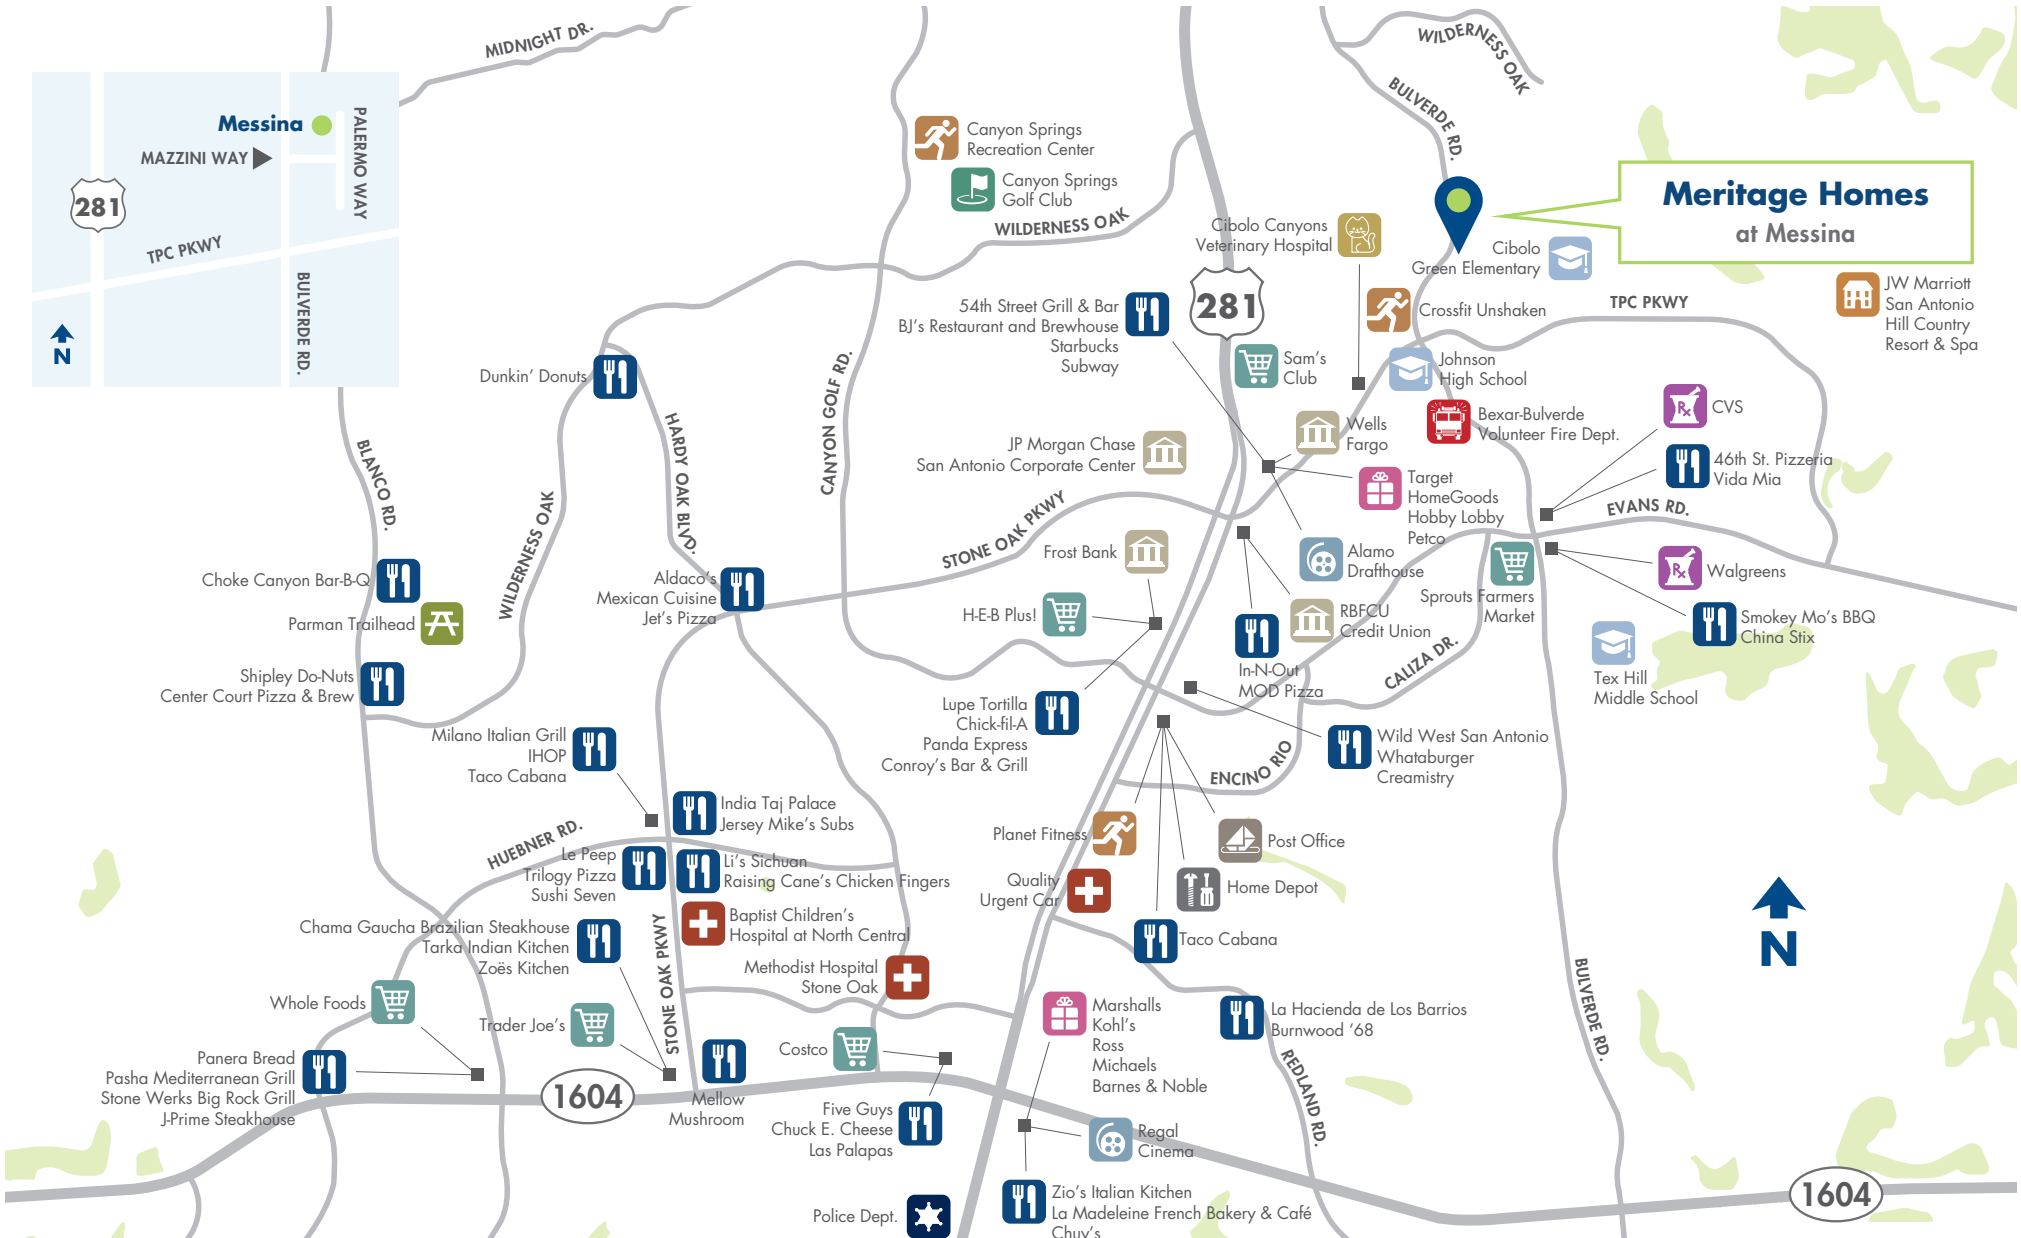 MIDNIGHT DR.
WILDERNESS OAK
BULVERDE RD.
Messina
MAZZINI WAY
PALERMO WAY
281
TPC PKWY
BULVERDE RD.
N
Canyon Springs
Recreation Center
Canyon Springs
Golf Club
WILDERNESS OAK
Meritage Homes
at Messina
Cibolo Canyons
Veterinary Hospital
Cibolo
Green Elementary
JW Marriott
San Antonio
Hill Country
Resort & Spa
TPC PKWY
Crossfit Unshaken
281
54th Street Grill & Bar
BJ's Restaurant and Brewhouse
Starbucks
Subway
Sam's
Club
Johnson
High School
Dunkin' Donuts
CANYON GOLF RD.
HARDY OAK BLVD.
BLANCO RD.
WILDERNESS OAK
JP Morgan Chase
San Antonio Corporate Center
Wells
Fargo
Bexar-Bulverde
Volunteer Fire Dept.
CVS
46th St. Pizzeria
Vida Mia
Target
HomeGoods
Hobby Lobby
Petco
EVANS RD.
STONE OAK PKWY
Frost Bank
Alamo
Drafthouse
Choke Canyon Bar-B-Q
Parman Trailhead
Aldaco's
Mexican Cuisine
Jet's Pizza
H-E-B Plus!
RBFCU
Credit Union
Sprouts Farmers
Market
Walgreens
Smokey Mo's BBQ
China Stix
Tex Hill
Middle School
In-N-Out
MOD Pizza
CALIZA DR.
Shipley Do-Nuts
Center Court Pizza & Brew
Lupe Tortilla
Chick-fil-A
Panda Express
Conroy's Bar & Grill
Milano Italian Grill
IHOP
Taco Cabana
Wild West San Antonio
Whataburger
Creamistry
ENCINO RIO
India Taj Palace
Jersey Mike's Subs
HUEBNER RD.
Le Peep
Trilogy Pizza
Sushi Seven
Li's Sichuan
Raising Cane's Chicken Fingers
Planet Fitness
Post Office
Quality
Urgent Car
Home Depot
Chama Gaucha Brazilian Steakhouse
Tarka Indian Kitchen
Zoës Kitchen
Baptist Children's
Hospital at North Central
Taco Cabana
N
STONE OAK PKWY
Methodist Hospital
Stone Oak
Whole Foods
Trader Joe's
Marshalls
Kohl's
Ross
Michaels
Barnes & Noble
La Hacienda de Los Barrios
Burnwood '68
BULVERDE RD.
REDLAND RD.
Costco
Panera Bread
Pasha Mediterranean Grill
Stone Werks Big Rock Grill
J-Prime Steakhouse
1604
Mellow
Mushroom
Five Guys
Chuck E. Cheese
Las Palapas
Regal
Cinema
Police Dept.
Zio's Italian Kitchen
La Madeleine French Bakery & Café
Chuy's
1604